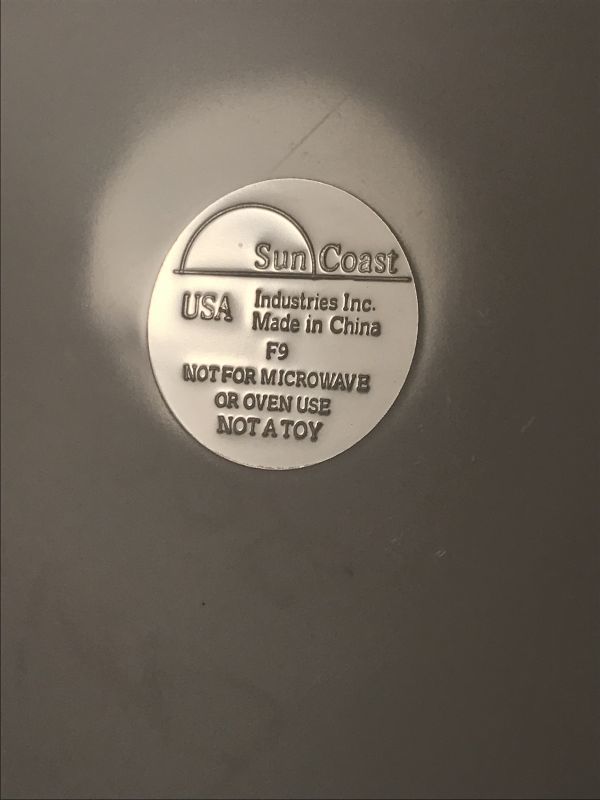 Sun Coast
USA Industries Inc.
Made in China
F9
NOT FOR MICROWAVE
OR OVEN USE
NOT A TOY